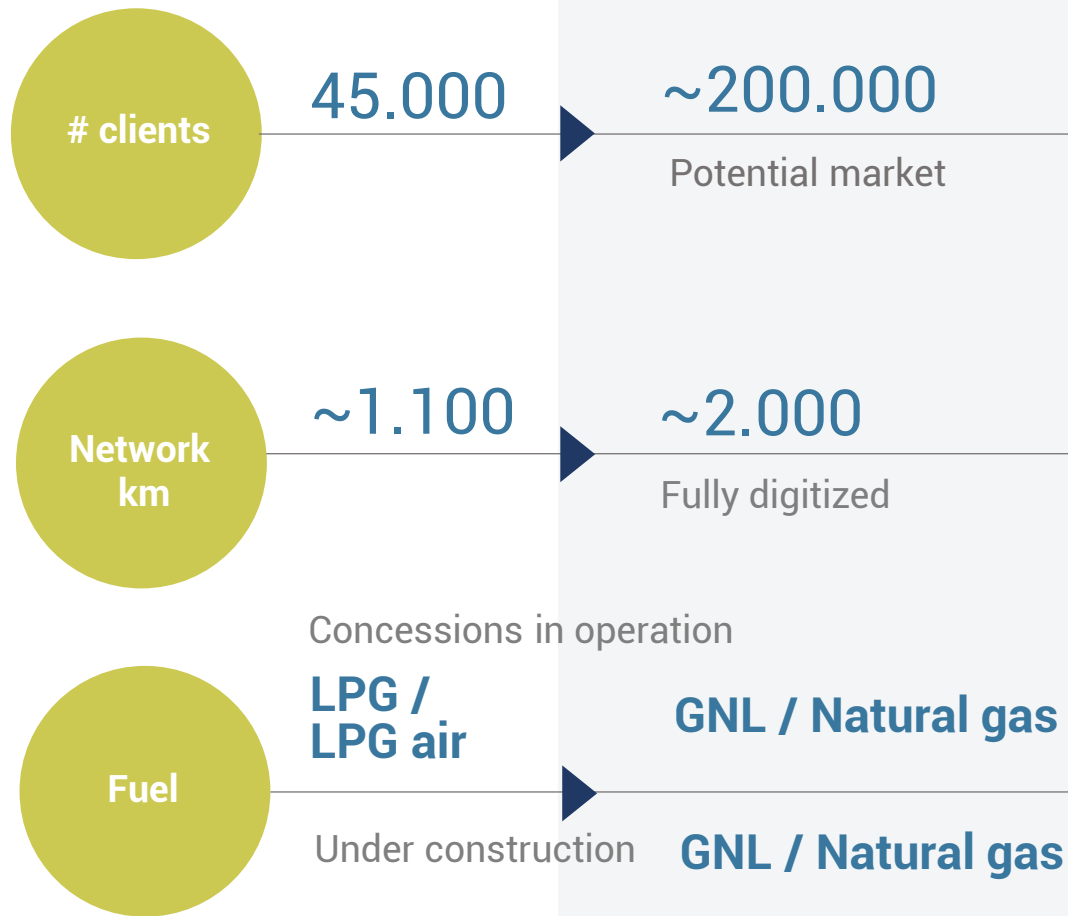 # clients
45.000
~200.000
Potential market
Network
km
~1.100
~2.000
Fully digitized
Fuel
Concessions in operation
LPG /
LPG air
GNL / Natural gas
Under construction
GNL / Natural gas